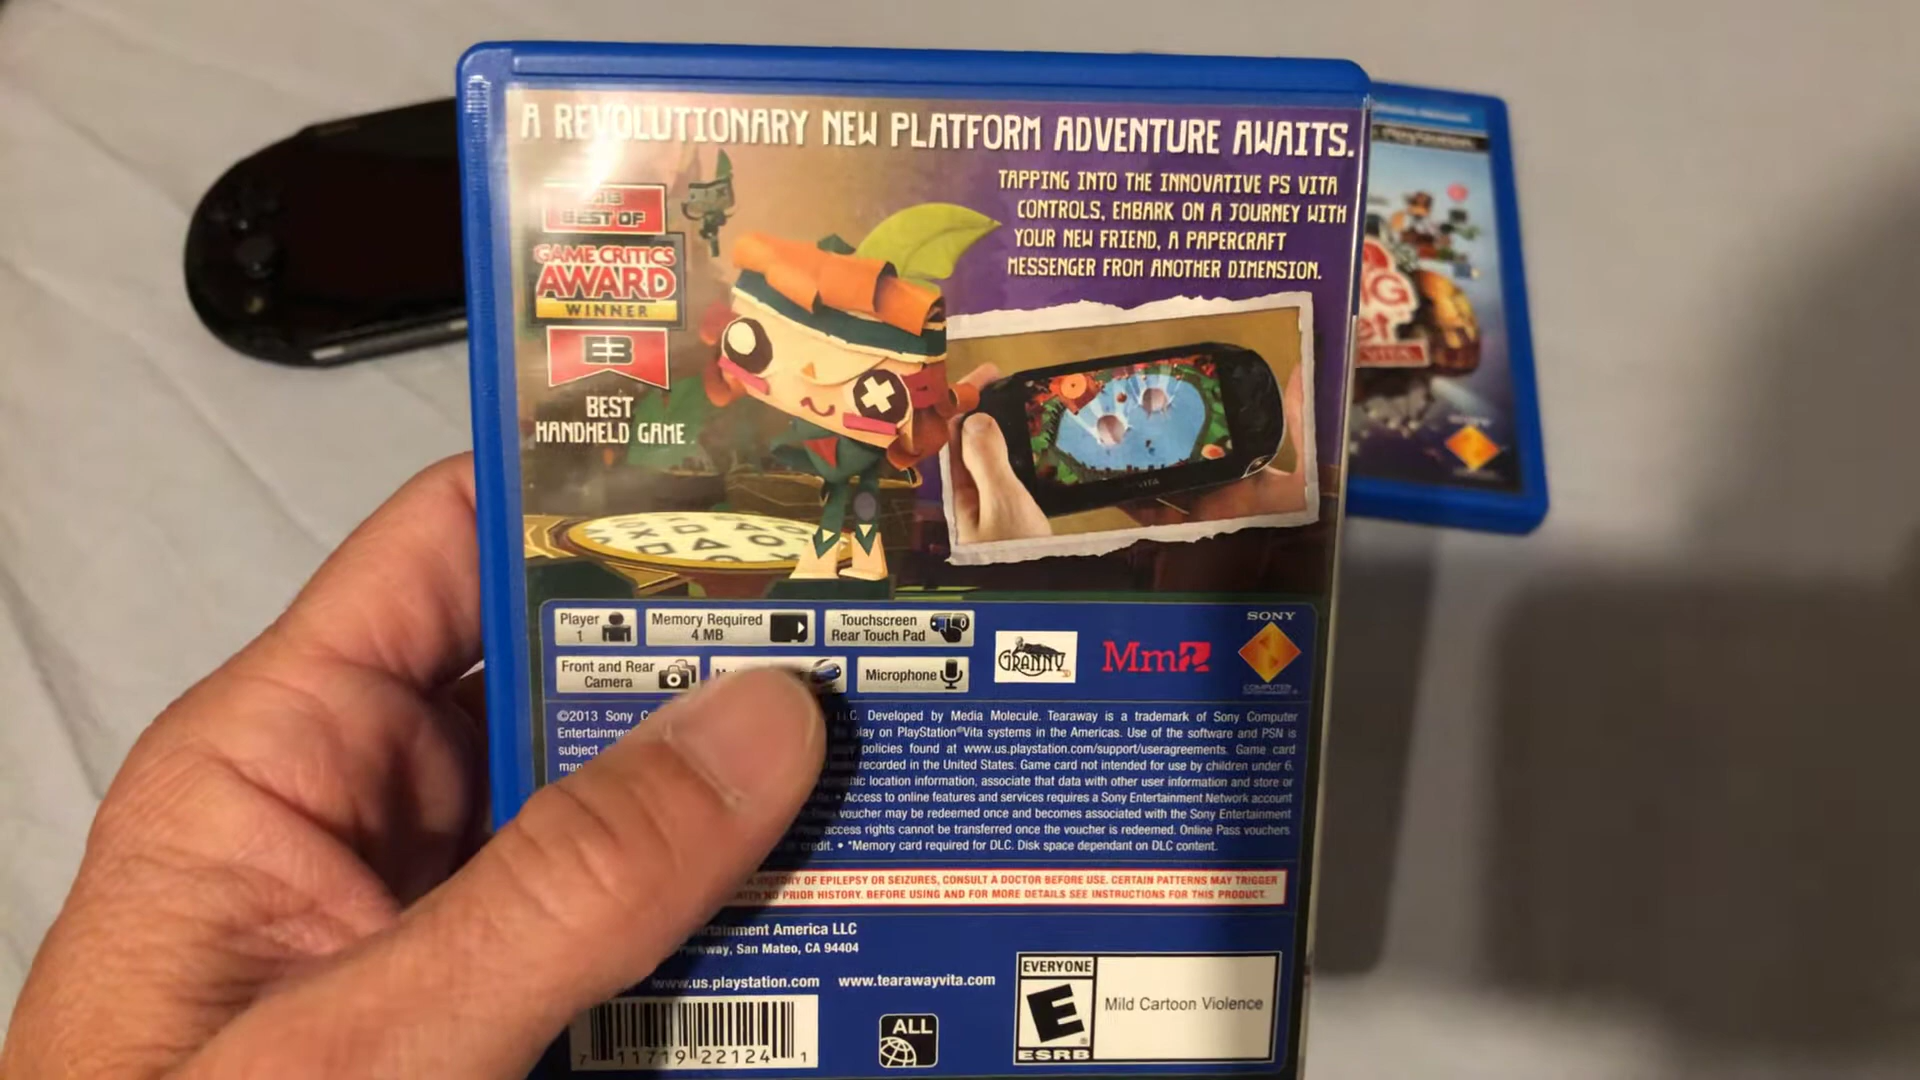 A REVOLUTIONARY NEW PLATFORM ADVENTURE AWAITS.
TAPPING INTO THE INNOVATIVE PS VITA
CONTROLS, EMBARK ON A JOURNEY WITH
YOUR NEW FRIEND, A PAPERCRAFT
MESSENGER FROM ANOTHER DIMENSION.
BEST OF
GAME CRITICS
AWARD
WINNER
E3
BEST
HANDHELD GAME
VITA
Player
1
Memory Required
4 MB
Touchscreen
Rear Touch Pad
Front and Rear
Camera
Microphone
GRANNY
Mm
SONY
COMPUTER
ENTERTAINMENT
©2013 Sony LLC. Developed by Media Molecule. Tearaway is a trademark of Sony Computer
play on PlayStation®Vita systems in the Americas. Use of the software and PSN is
subject policies found at www.us.playstation.com/support/useragreements. Game card
recorded in the United States. Game card not intended for use by children under 6.
location information, associate that data with other user information and store or
• Access to online features and services requires a Sony Entertainment Network account
voucher may be redeemed once and becomes associated with the Sony Entertainment
access rights cannot be transferred once the voucher is redeemed. Online Pass vouchers
credit. • *Memory card required for DLC. Disk space dependant on DLC content.
HISTORY OF EPILEPSY OR SEIZURES, CONSULT A DOCTOR BEFORE USE. CERTAIN PATTERNS MAY TRIGGER
WITH NO PRIOR HISTORY. BEFORE USING AND FOR MORE DETAILS SEE INSTRUCTIONS FOR THIS PRODUCT.
America LLC
San Mateo, CA 94404
www.us.playstation.com www.tearawayvita.com
7 11719 22124 1
ALL
EVERYONE
E
ESRB
Mild Cartoon Violence